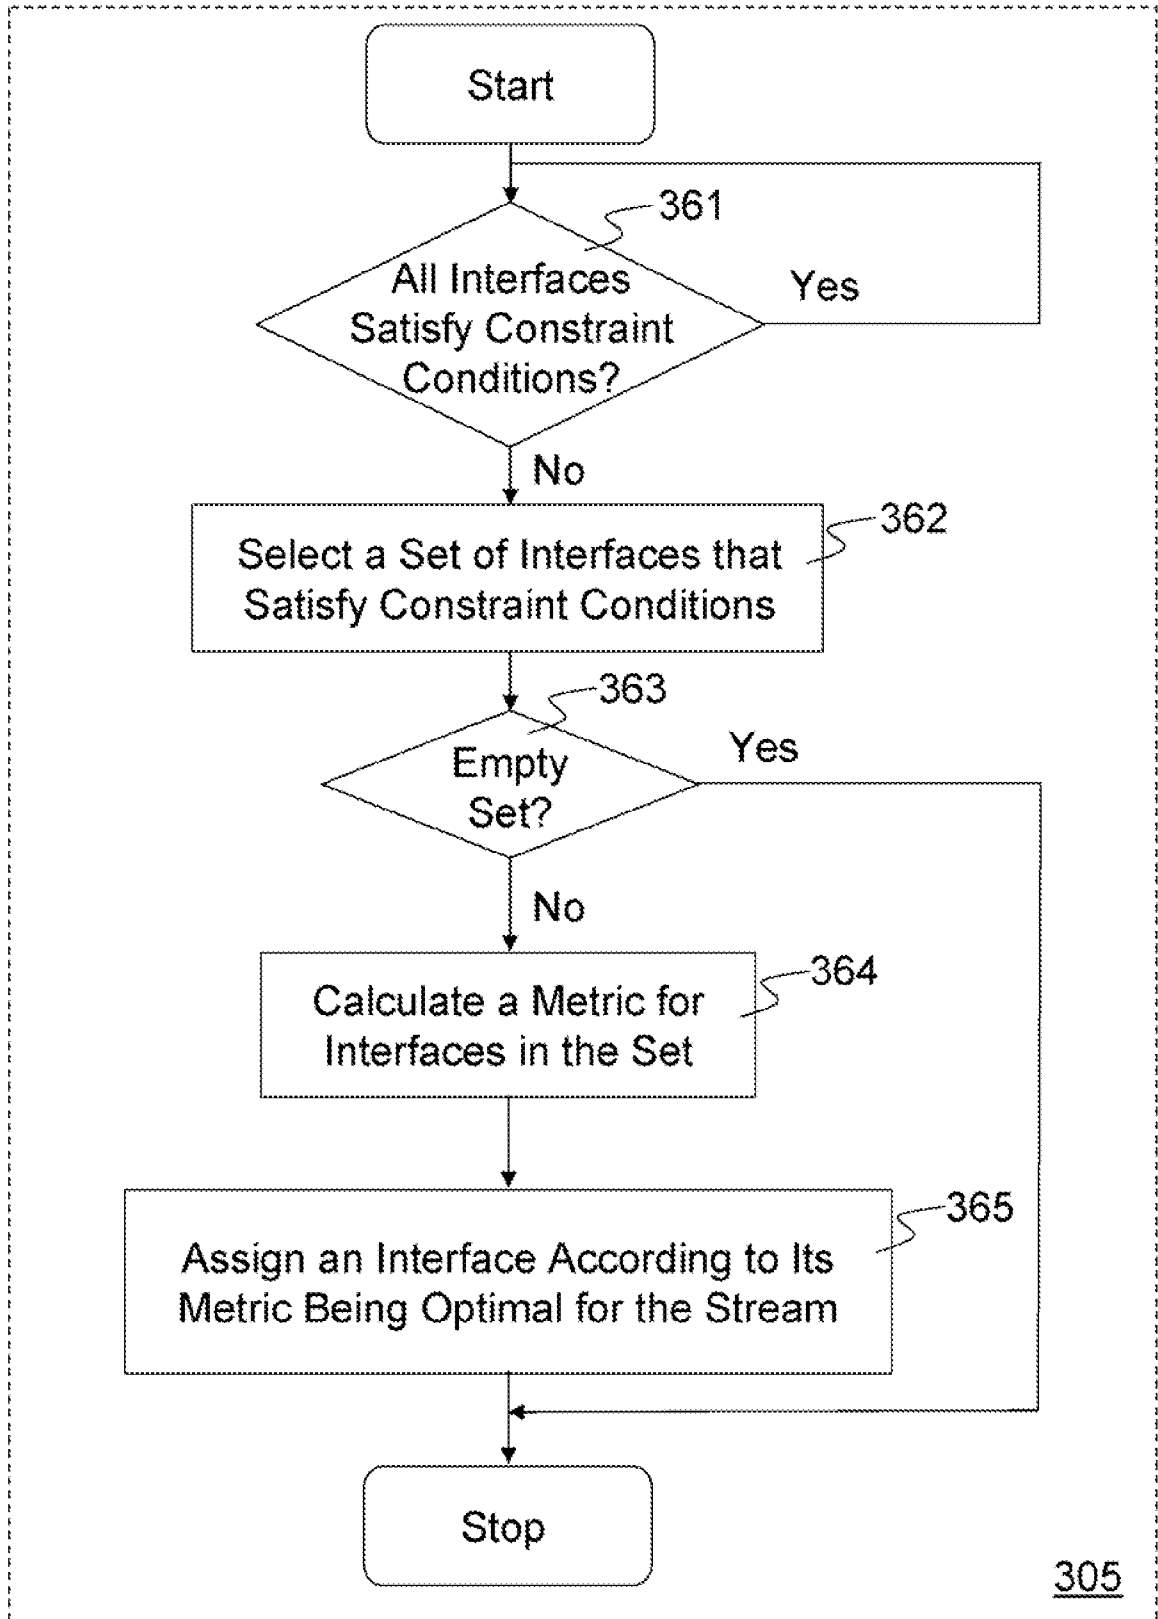 Start
361
All Interfaces
Satisfy Constraint
Conditions?
Yes
No
362
Select a Set of Interfaces that
Satisfy Constraint Conditions
363
Empty
Set?
Yes
No
364
Calculate a Metric for
Interfaces in the Set
365
Assign an Interface According to Its
Metric Being Optimal for the Stream
Stop
305